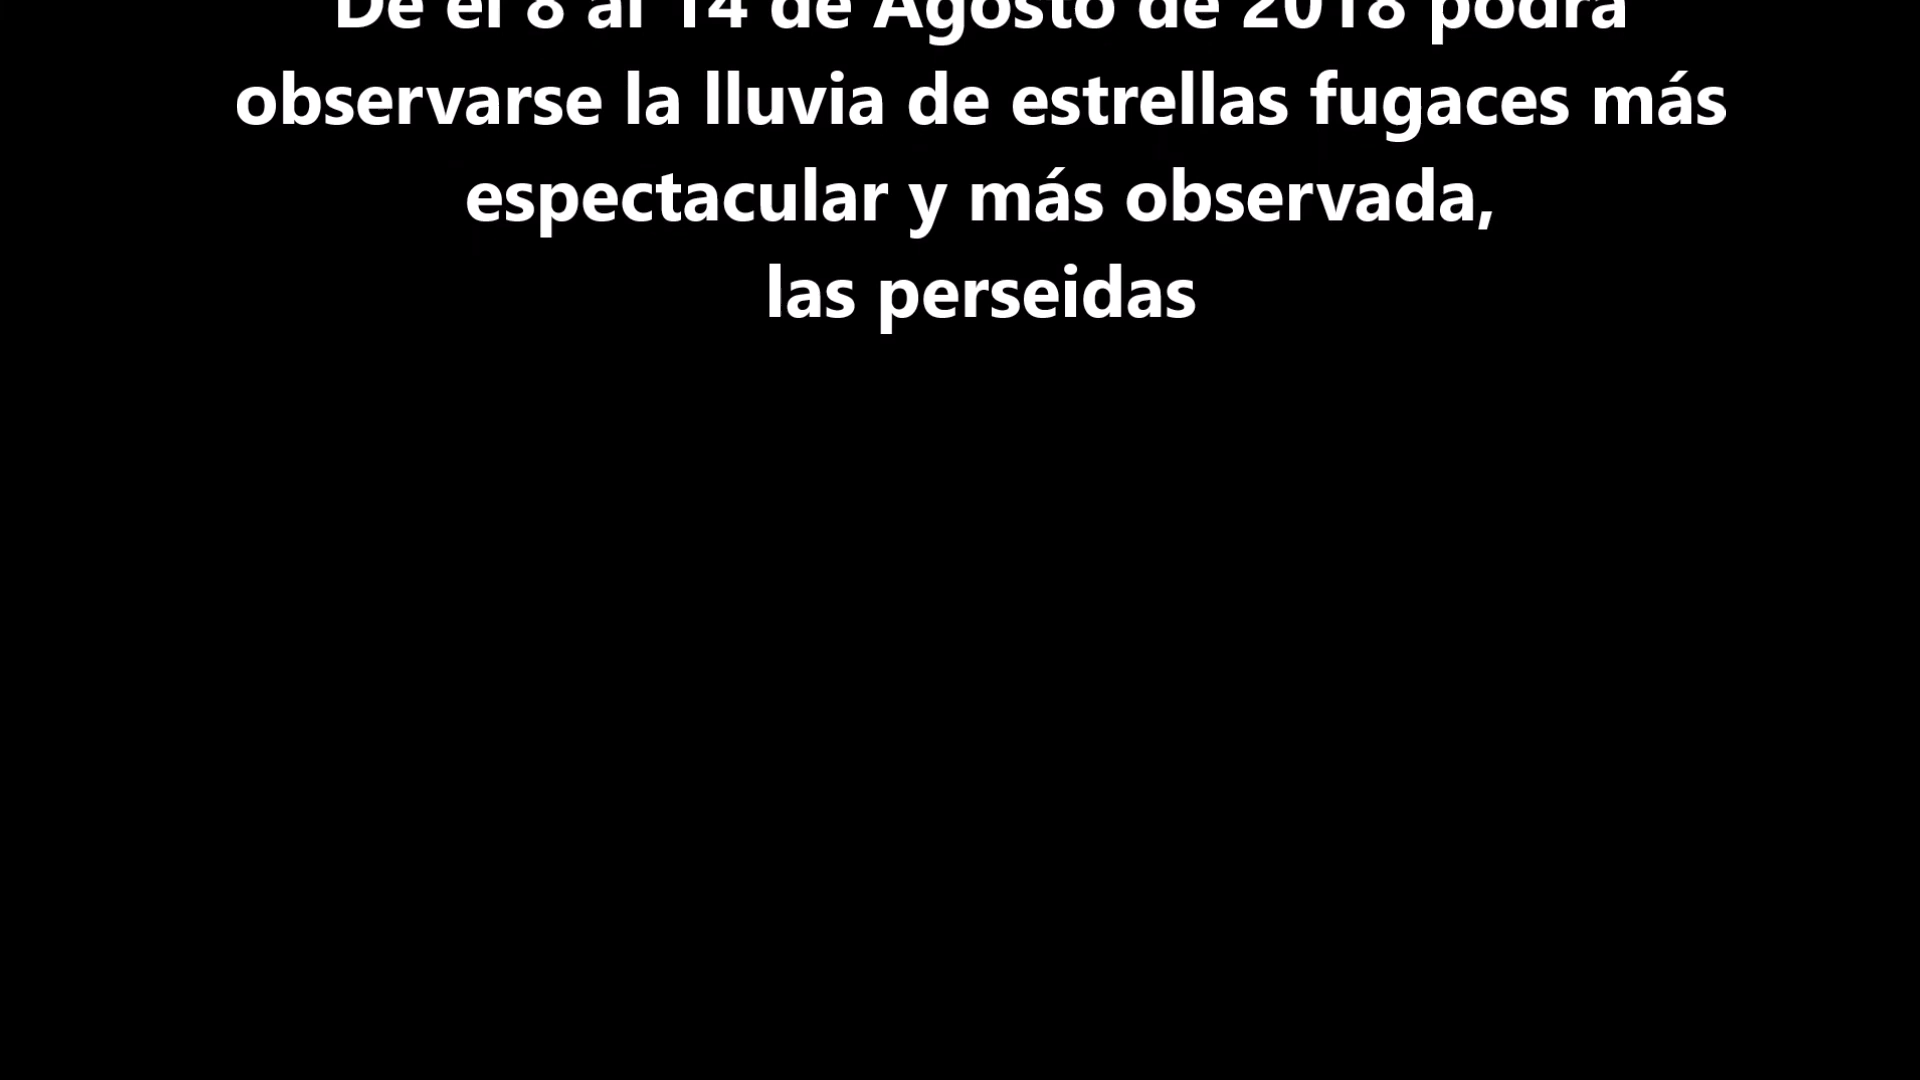 De el 8 al 14 de Agosto de 2018 podrá
observarse la lluvia de estrellas fugaces más
espectacular y más observada,
las perseidas